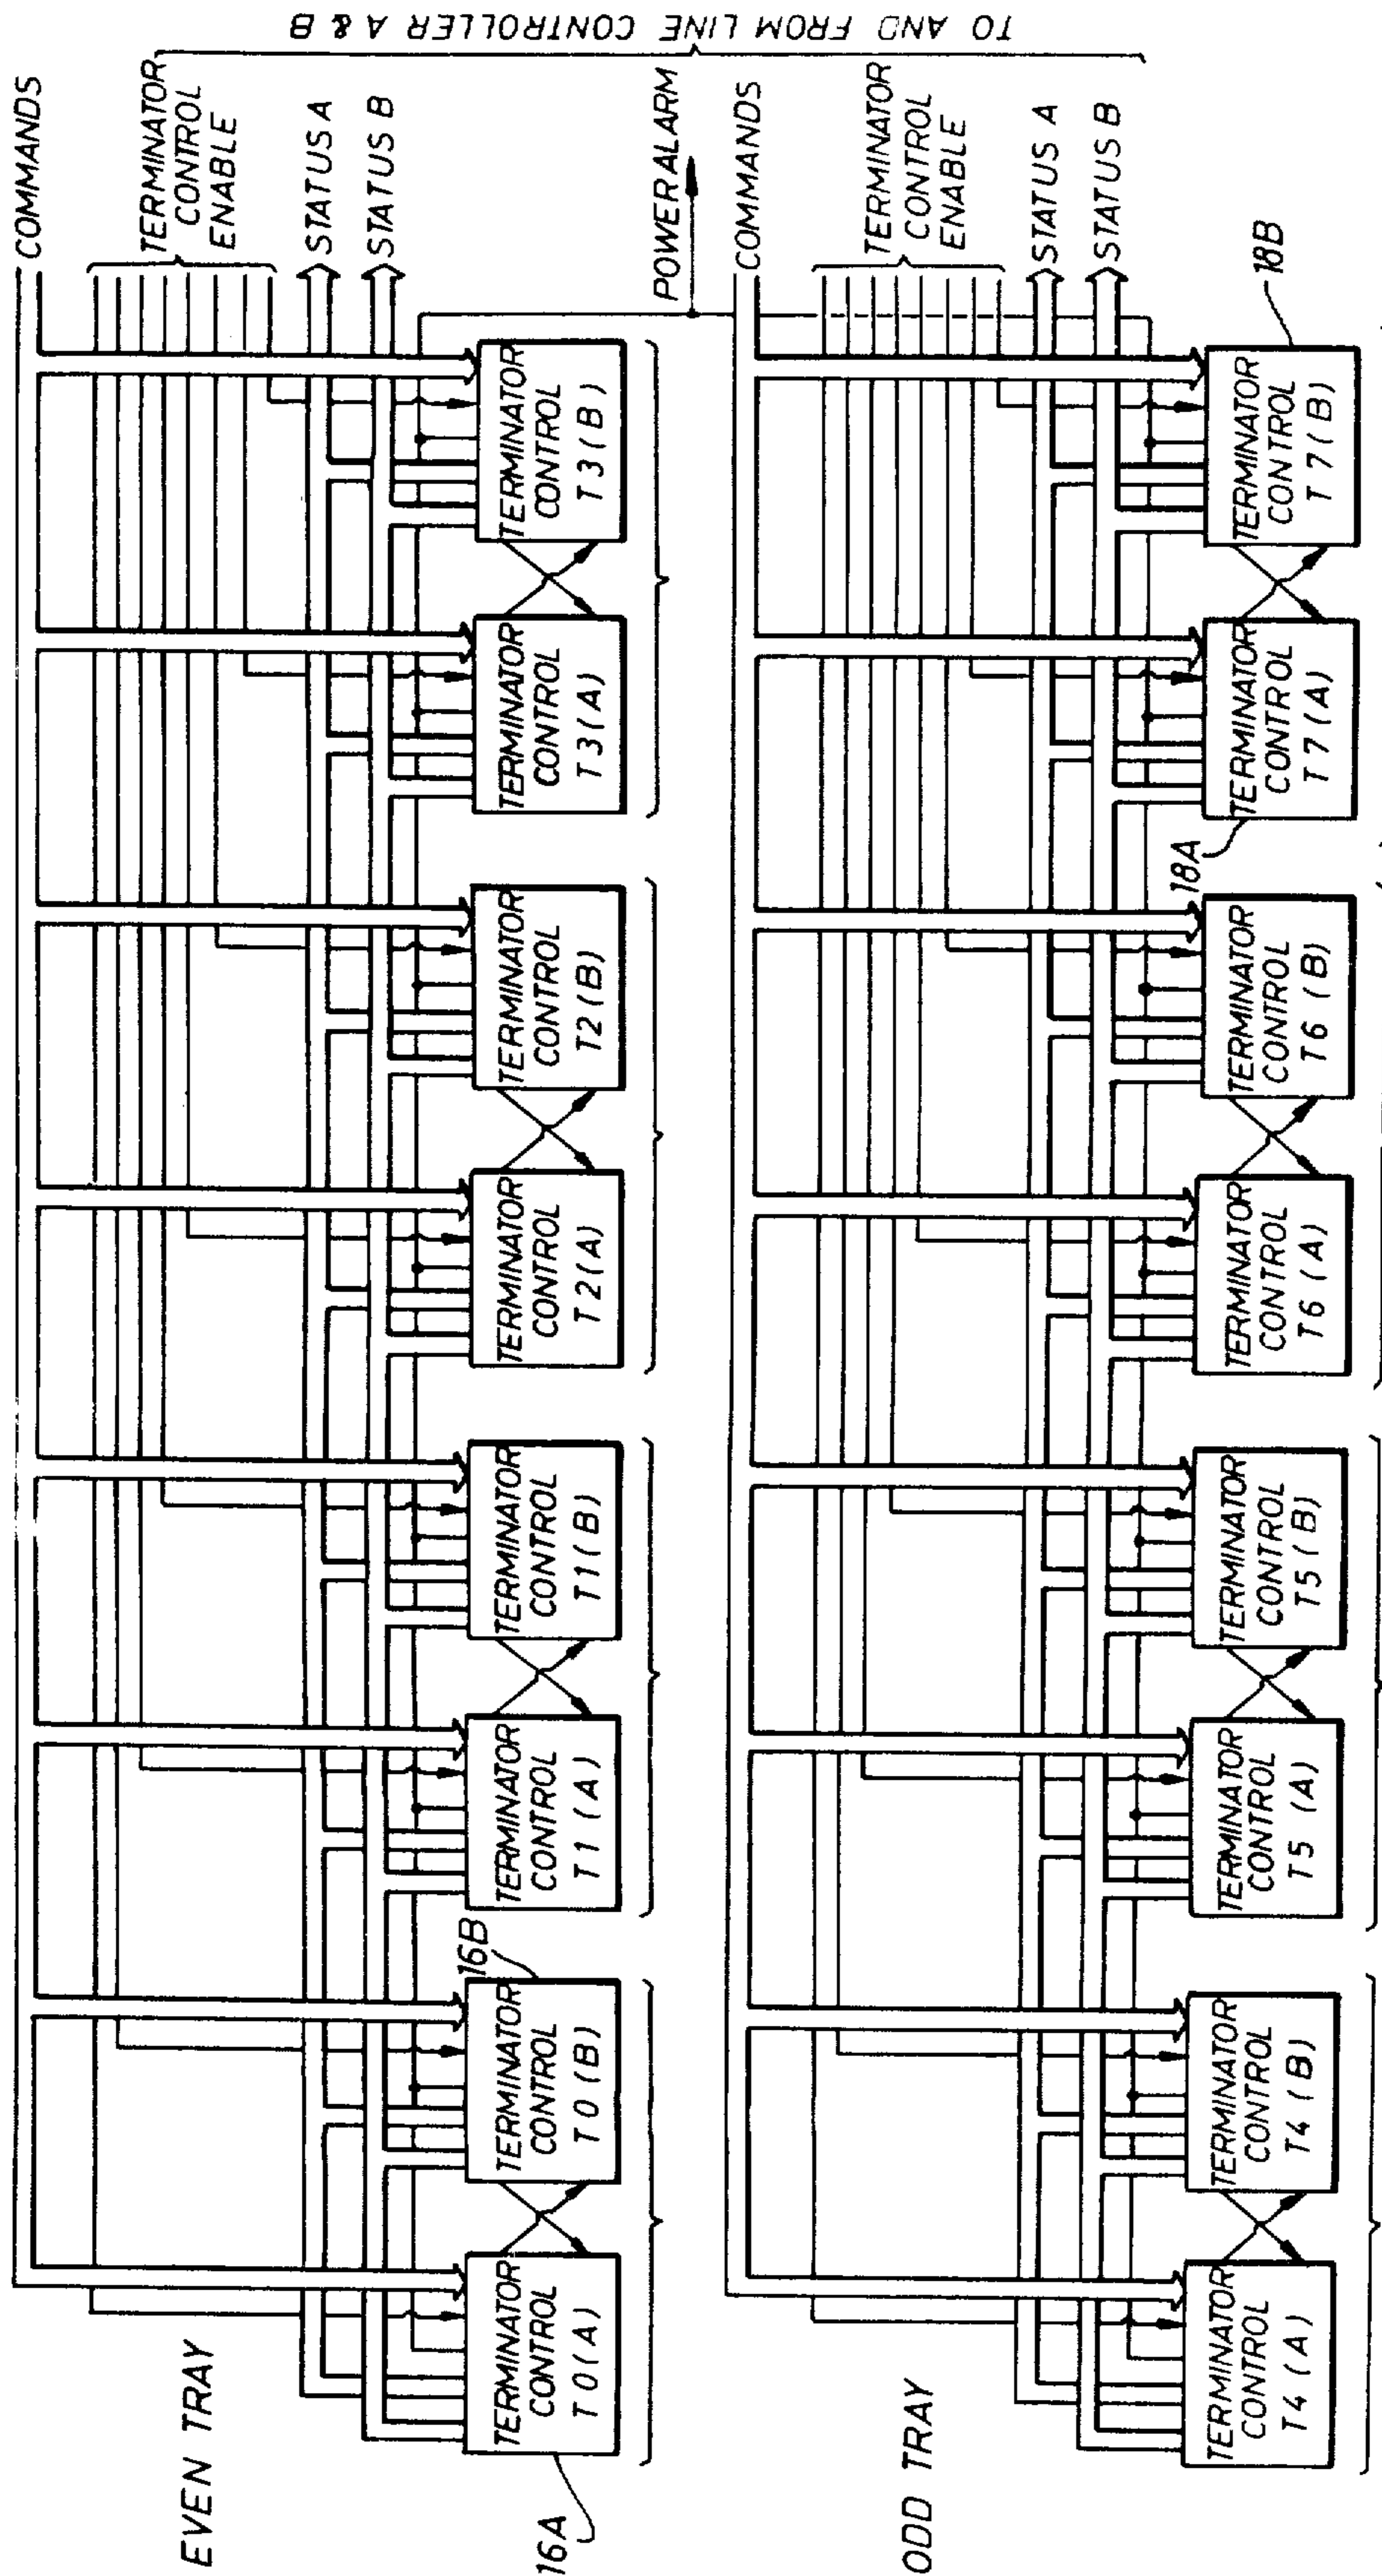 TO AND FROM LINE CONTROLLER A & B
EVEN TRAY
COMMANDS
TERMINATOR
CONTROL
ENABLE
STATUS A
STATUS B
16A
TERMINATOR
CONTROL
T0(A)
16B
TERMINATOR
CONTROL
T0(B)
TERMINATOR
CONTROL
T1(A)
TERMINATOR
CONTROL
T1(B)
TERMINATOR
CONTROL
T2(A)
TERMINATOR
CONTROL
T2(B)
TERMINATOR
CONTROL
T3(A)
TERMINATOR
CONTROL
T3(B)
POWER ALARM
ODD TRAY
COMMANDS
TERMINATOR
CONTROL
ENABLE
STATUS A
STATUS B
TERMINATOR
CONTROL
T4(A)
TERMINATOR
CONTROL
T4(B)
TERMINATOR
CONTROL
T5(A)
TERMINATOR
CONTROL
T5(B)
TERMINATOR
CONTROL
T6(A)
TERMINATOR
CONTROL
T6(B)
18A
TERMINATOR
CONTROL
T7(A)
18B
TERMINATOR
CONTROL
T7(B)